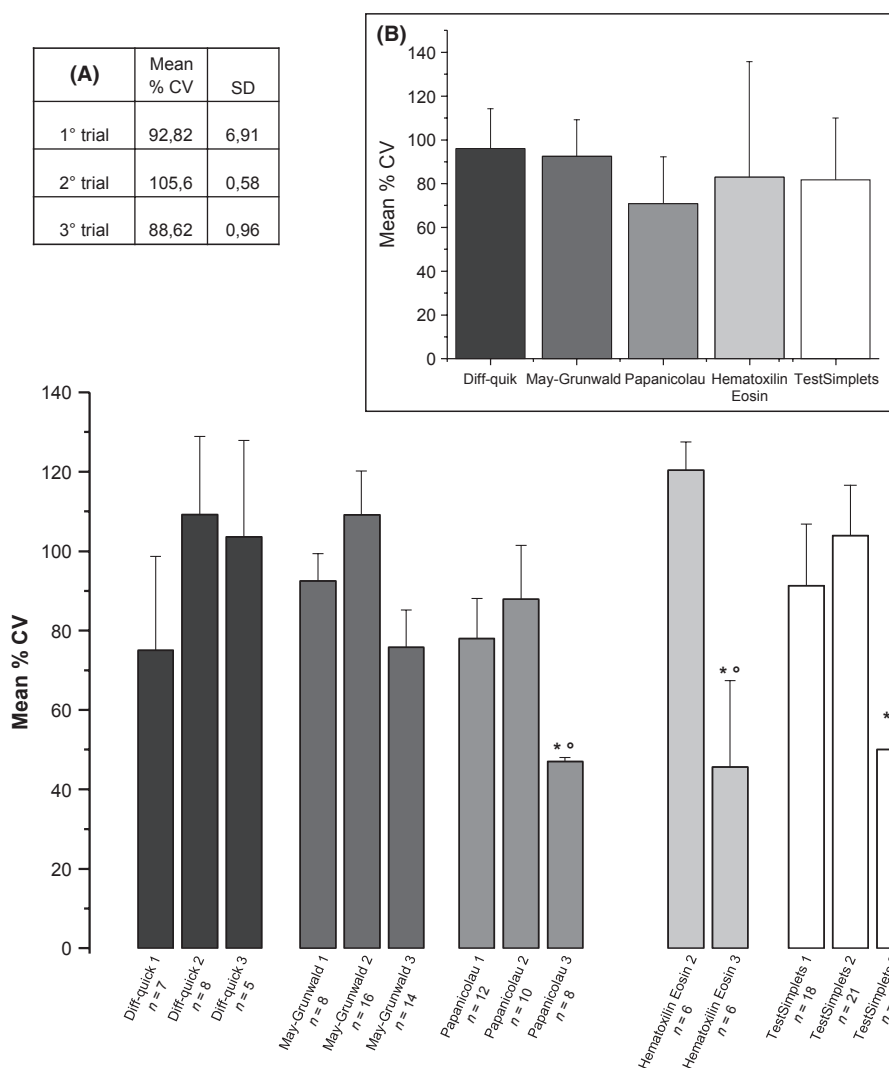 (A) Mean % CV SD
1° trial 92,82 6,91
2° trial 105,6 0,58
3° trial 88,62 0,96
(B)
Mean % CV
140
120
100
80
60
40
20
0
Diff-quik May-Grunwald Papanicolau Hematoxilin Eosin TestSimplets
Mean % CV
140
120
100
80
60
40
20
0
* °
* °
*
Diff-quick 1
n = 7
Diff-quick 2
n = 8
Diff-quick 3
n = 5
May-Grunwald 1
n = 8
May-Grunwald 2
n = 16
May-Grunwald 3
n = 14
Papanicolau 1
n = 12
Papanicolau 2
n = 10
Papanicolau 3
n = 8
Hematoxilin Eosin 2
n = 6
Hematoxilin Eosin 3
n = 6
TestSimplets 1
n = 18
TestSimplets 2
n = 21
TestSimplets
n =